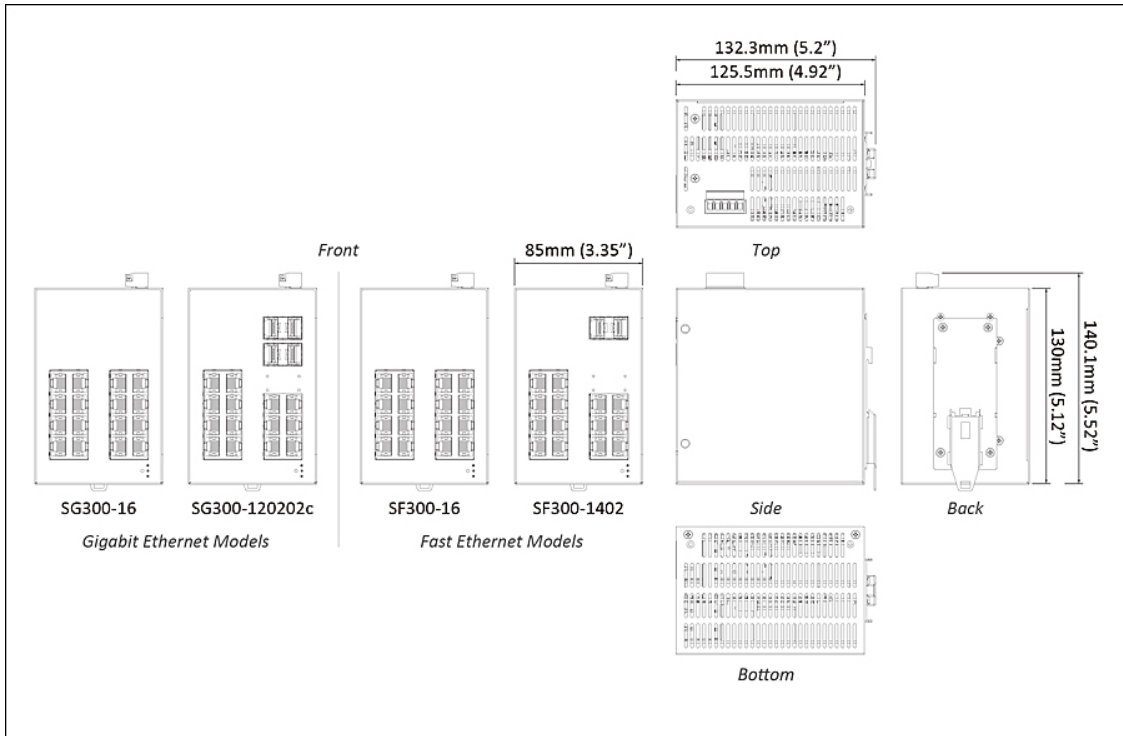 132.3mm (5.2”)
125.5mm (4.92”)
Front
85mm (3.35”)
Top
130mm (5.12”)
140.1mm (5.52”)
SG300-16
SG300-120202c
SF300-16
SF300-1402
Side
Back
Gigabit Ethernet Models
Fast Ethernet Models
Bottom